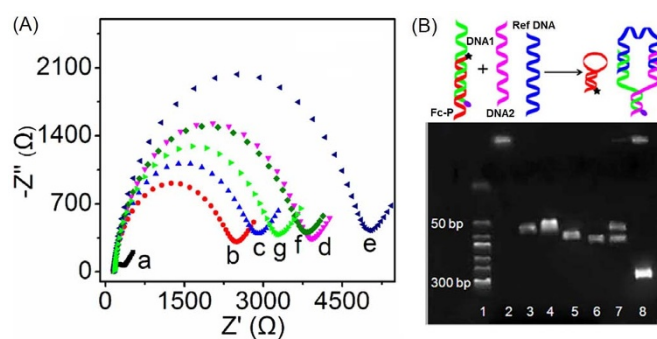 (A)
-Z" (Ω)
2100
1400
700
0
a
b
c
g
f
d
e
0
1500
3000
4500
Z' (Ω)
(B)
Ref DNA
DNA1
+
Fc-P
DNA2
50 bp
300 bp
1 2 3 4 5 6 7 8